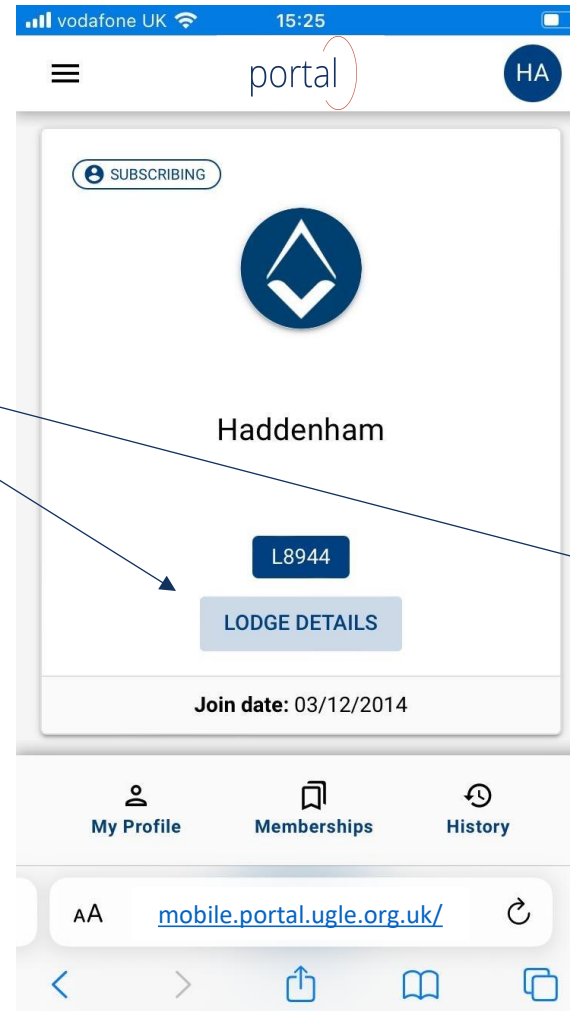 vodafone UK 15:25
portal HA
SUBSCRIBING
Haddenham
L8944
LODGE DETAILS
Join date: 03/12/2014
My Profile Memberships History
AA mobile.portal.ugle.org.uk/